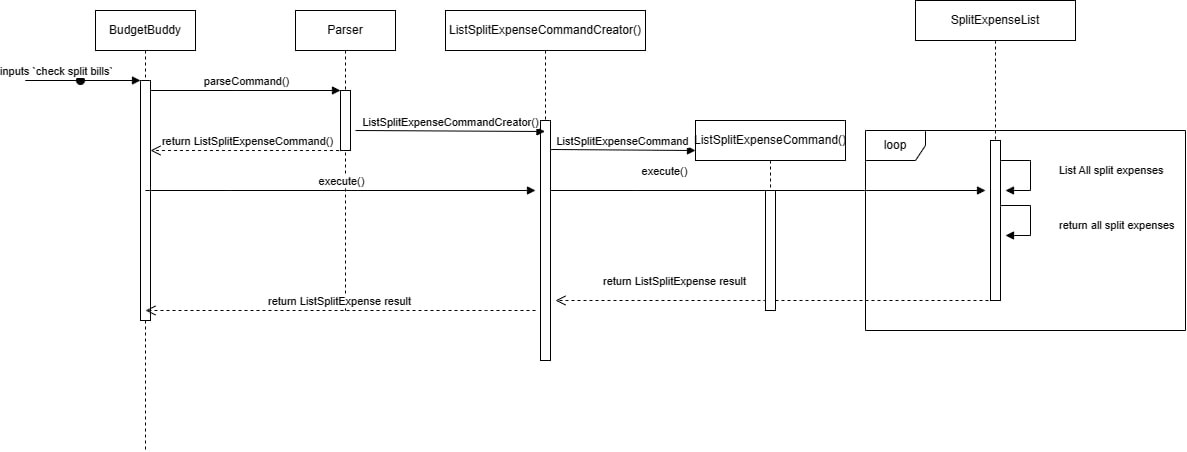 BudgetBuddy
Parser
ListSplitExpenseCommandCreator()
SplitExpenseList
inputs `check split bills`
parseCommand()
ListSplitExpenseCommandCreator()
return ListSplitExpenseCommand()
ListSplitExpenseCommand
ListSplitExpenseCommand()
loop
List All split expenses
execute()
execute()
return all split expenses
return ListSplitExpense result
return ListSplitExpense result